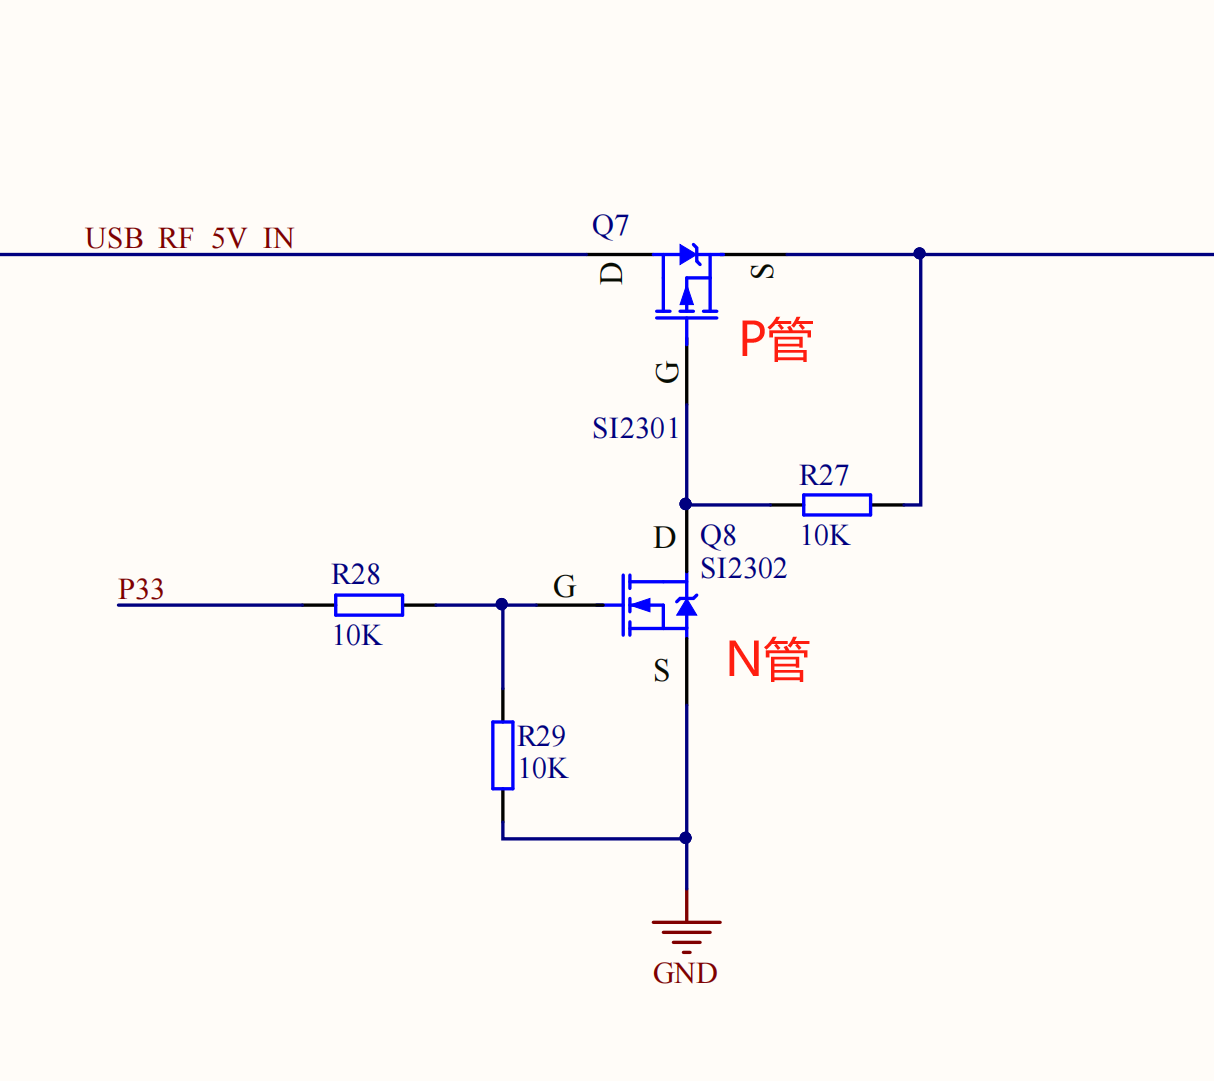 Q7
USB RF 5V IN
D
S
P管
G
SI2301
R27
10K
D
Q8
SI2302
P33
R28
10K
G
S
N管
R29
10K
GND